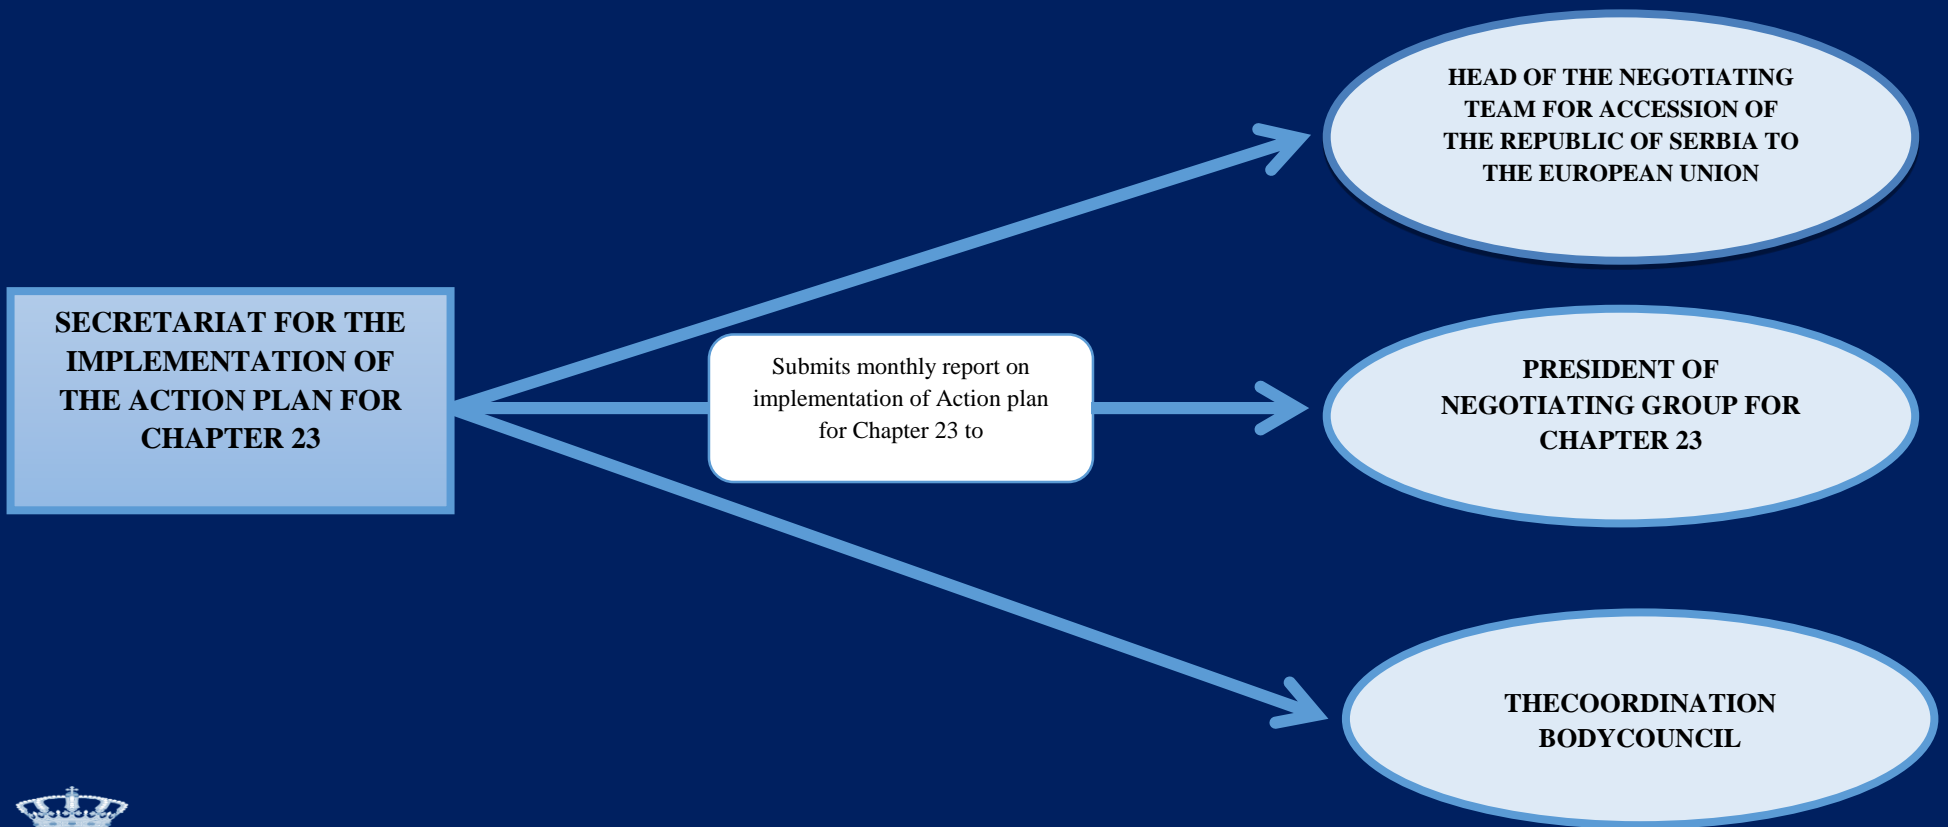 HEAD OF THE NEGOTIATING
TEAM FOR ACCESSION OF
THE REPUBLIC OF SERBIA TO
THE EUROPEAN UNION
SECRETARIAT FOR THE
IMPLEMENTATION OF
THE ACTION PLAN FOR
CHAPTER 23
Submits monthly report on
implementation of Action plan
for Chapter 23 to
PRESIDENT OF
NEGOTIATING GROUP FOR
CHAPTER 23
THECOORDINATION
BODYCOUNCIL